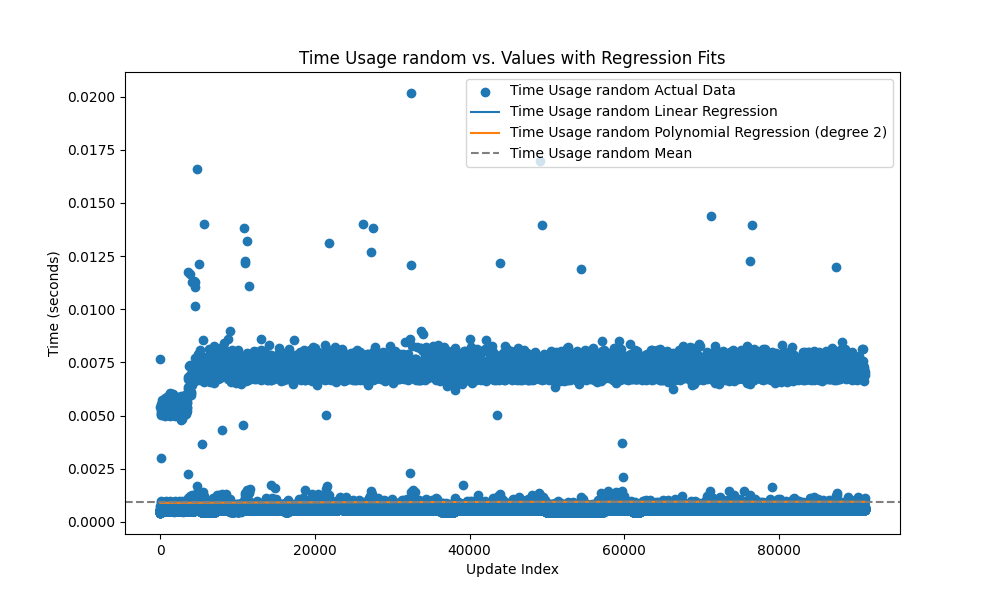 Time Usage random vs. Values with Regression Fits
Time Usage random Actual Data
Time Usage random Linear Regression
Time Usage random Polynomial Regression (degree 2)
Time Usage random Mean
Time (seconds)
0.0200
0.0175
0.0150
0.0125
0.0100
0.0075
0.0050
0.0025
0.0000
0 20000 40000 60000 80000
Update Index